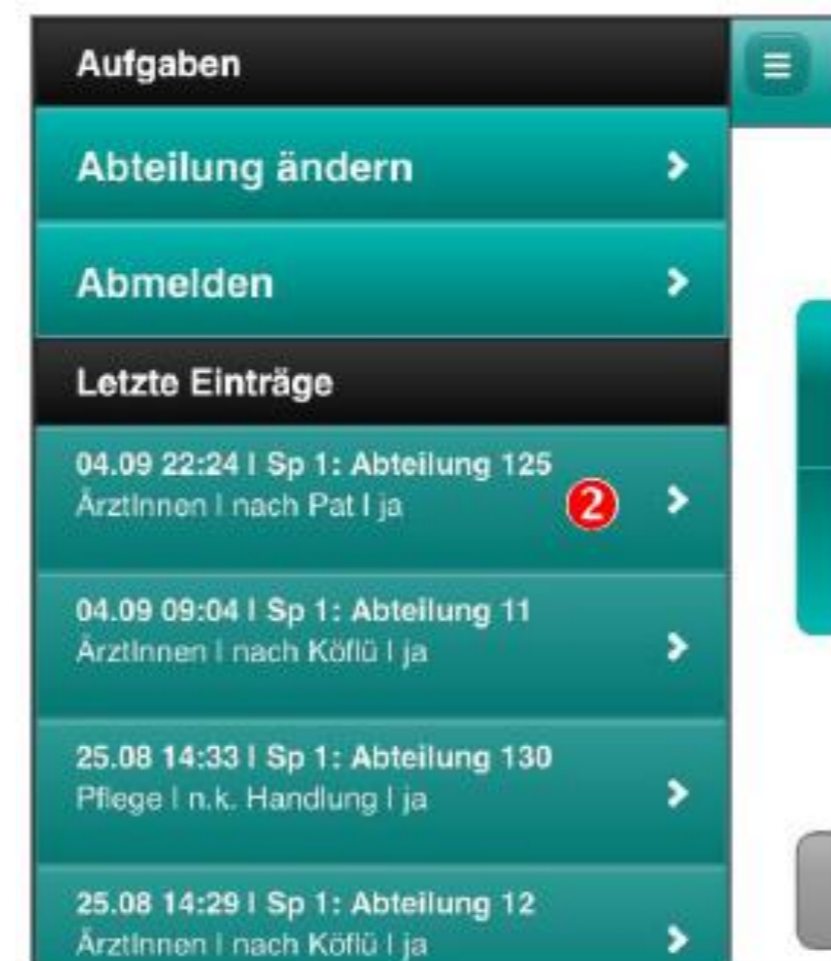 Aufgaben
Abteilung ändern
Abmelden
Letzte Einträge
04.09 22:24 | Sp 1: Abteilung 125
ÄrztInnen | nach Pat | ja
2
04.09 09:04 | Sp 1: Abteilung 11
ÄrztInnen | nach Köflü | ja
25.08 14:33 | Sp 1: Abteilung 130
Pflege | n.k. Handlung | ja
25.08 14:29 | Sp 1: Abteilung 12
ÄrztInnen | nach Köflü | ja